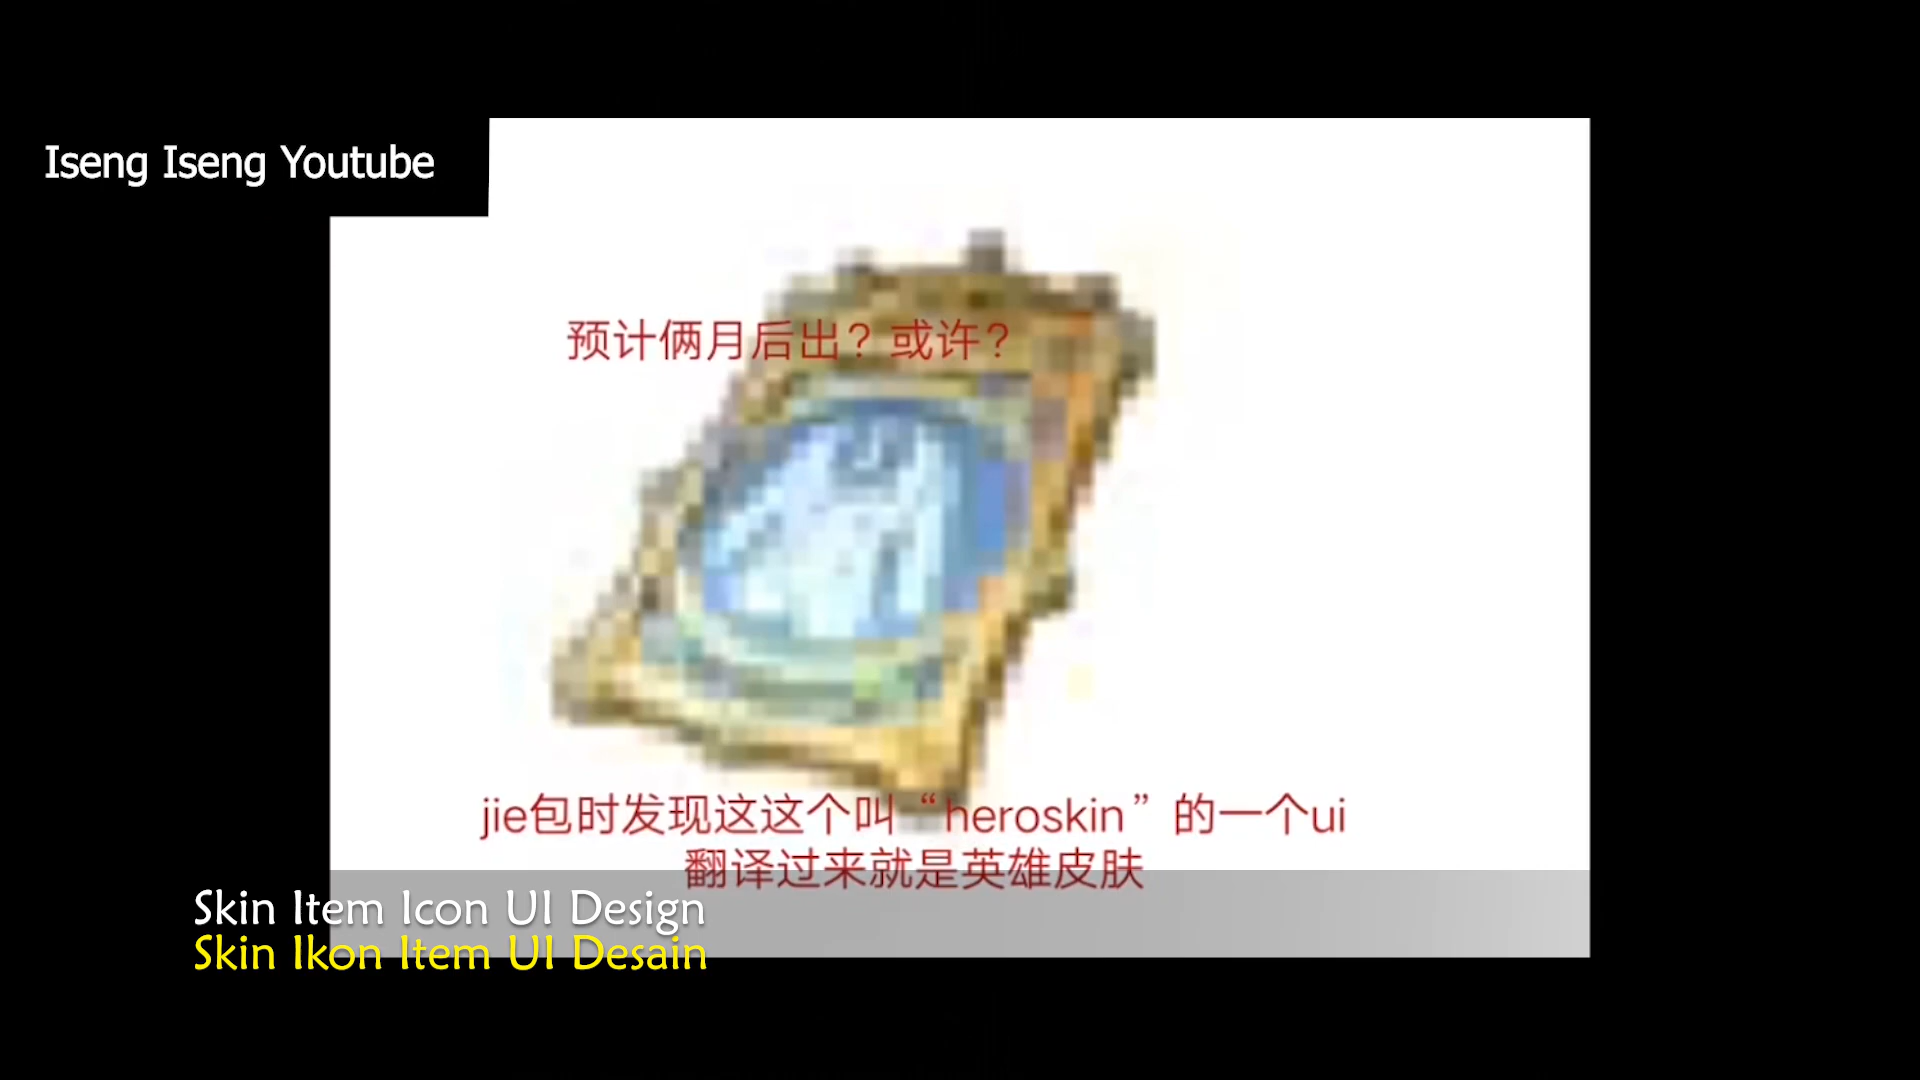 Iseng Iseng Youtube
预计俩月后出？或许？
jie包时发现这这个叫“heroskin”的一个ui
翻译过来就是英雄皮肤
Skin Item Icon UI Design
Skin Ikon Item UI Desain